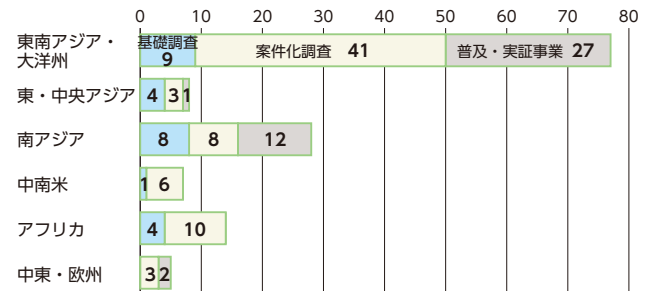 0 10 20 30 40 50 60 70 80
東南アジア・
大洋州
基礎調査
9
案件化調査 41
普及・実証事業 27
東・中央アジア
4 3 1
南アジア
8 8 12
中南米
1 6
アフリカ
4 10
中東・欧州
3 2